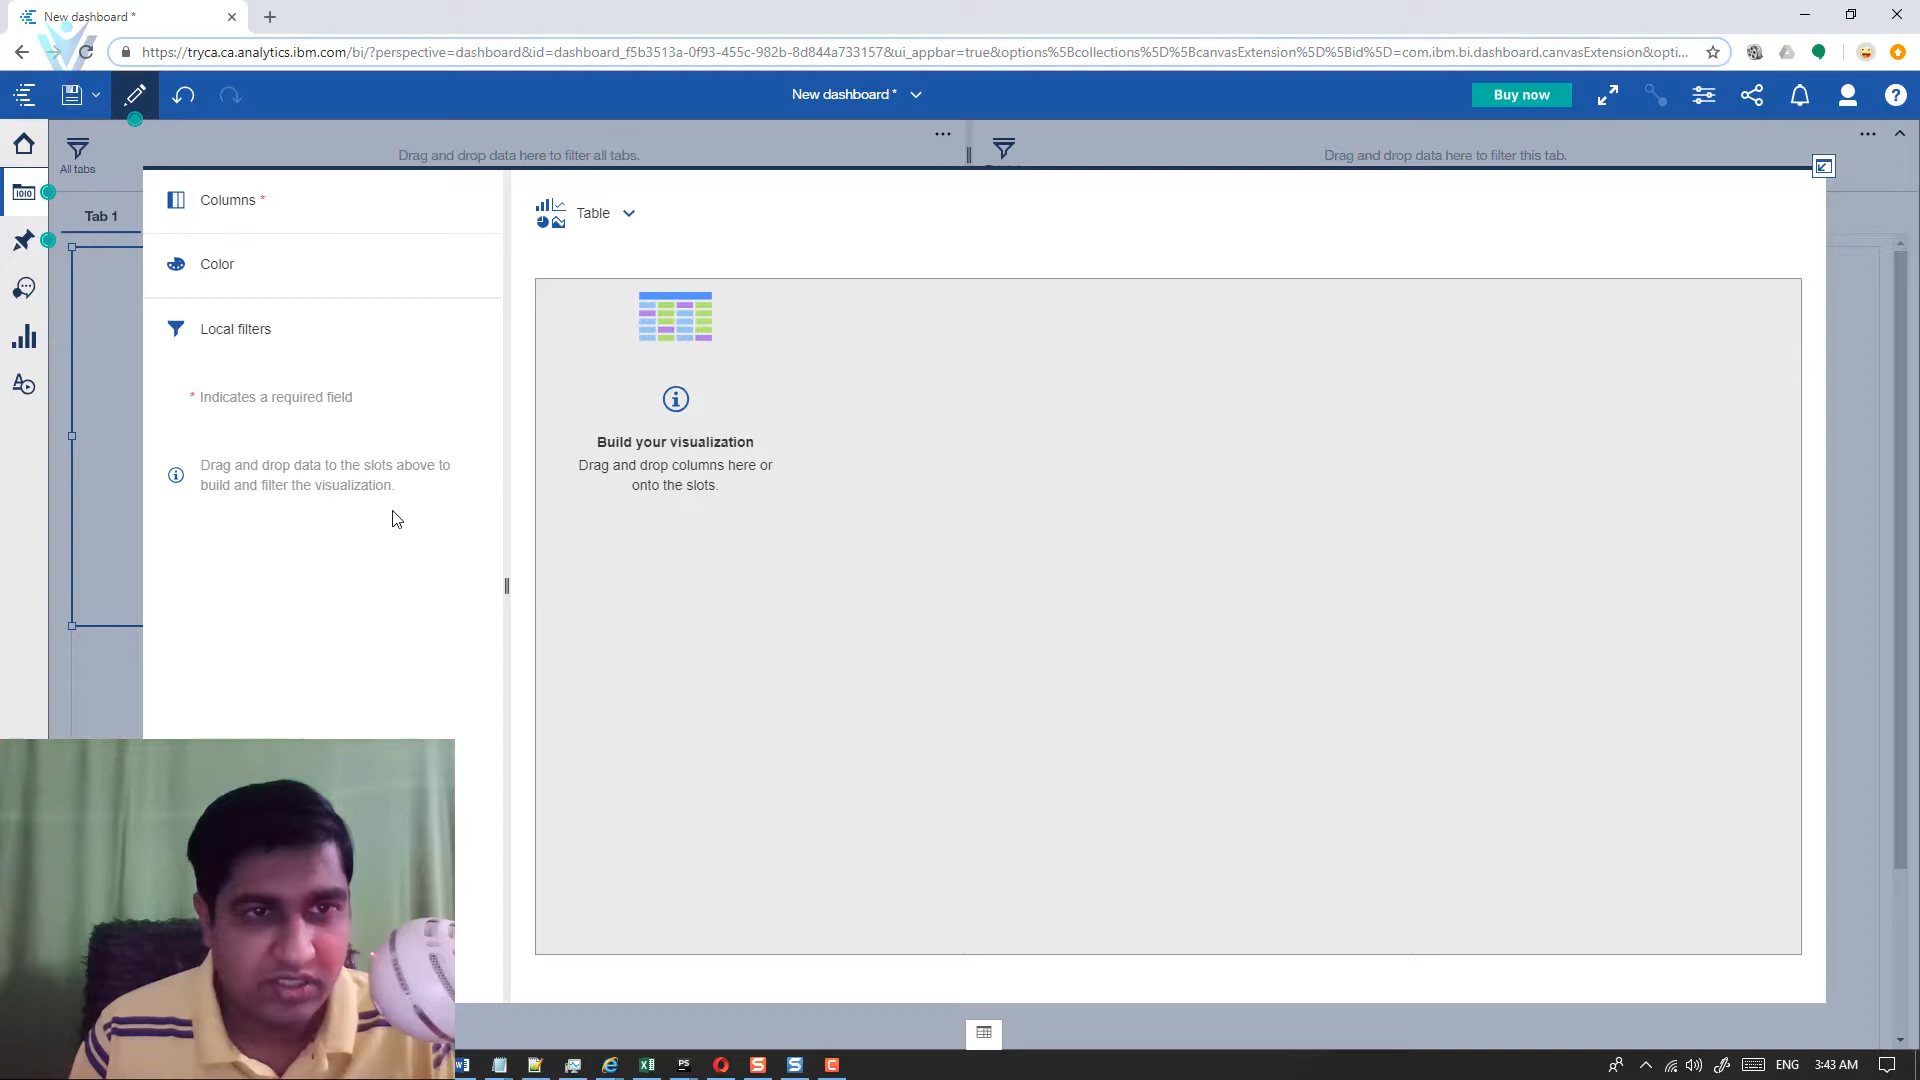 New dashboard *
https://tryca.ca.analytics.ibm.com/bi/?perspective=dashboard&id=dashboard_f5b3513a-0f93-455c-982b-8d844a733157&ui_appbar=true&options%5Bcollections%5D%5BcanvasExtension%5D%5Bid%5D=com.ibm.bi.dashboard.canvasExtension&opti...
New dashboard *
Buy now
All tabs
Drag and drop data here to filter all tabs.
Drag and drop data here to filter this tab.
Tab 1
Columns *
Color
Local filters
* Indicates a required field
Drag and drop data to the slots above to
build and filter the visualization.
Table
Build your visualization
Drag and drop columns here or
onto the slots.
ENG
3:43 AM